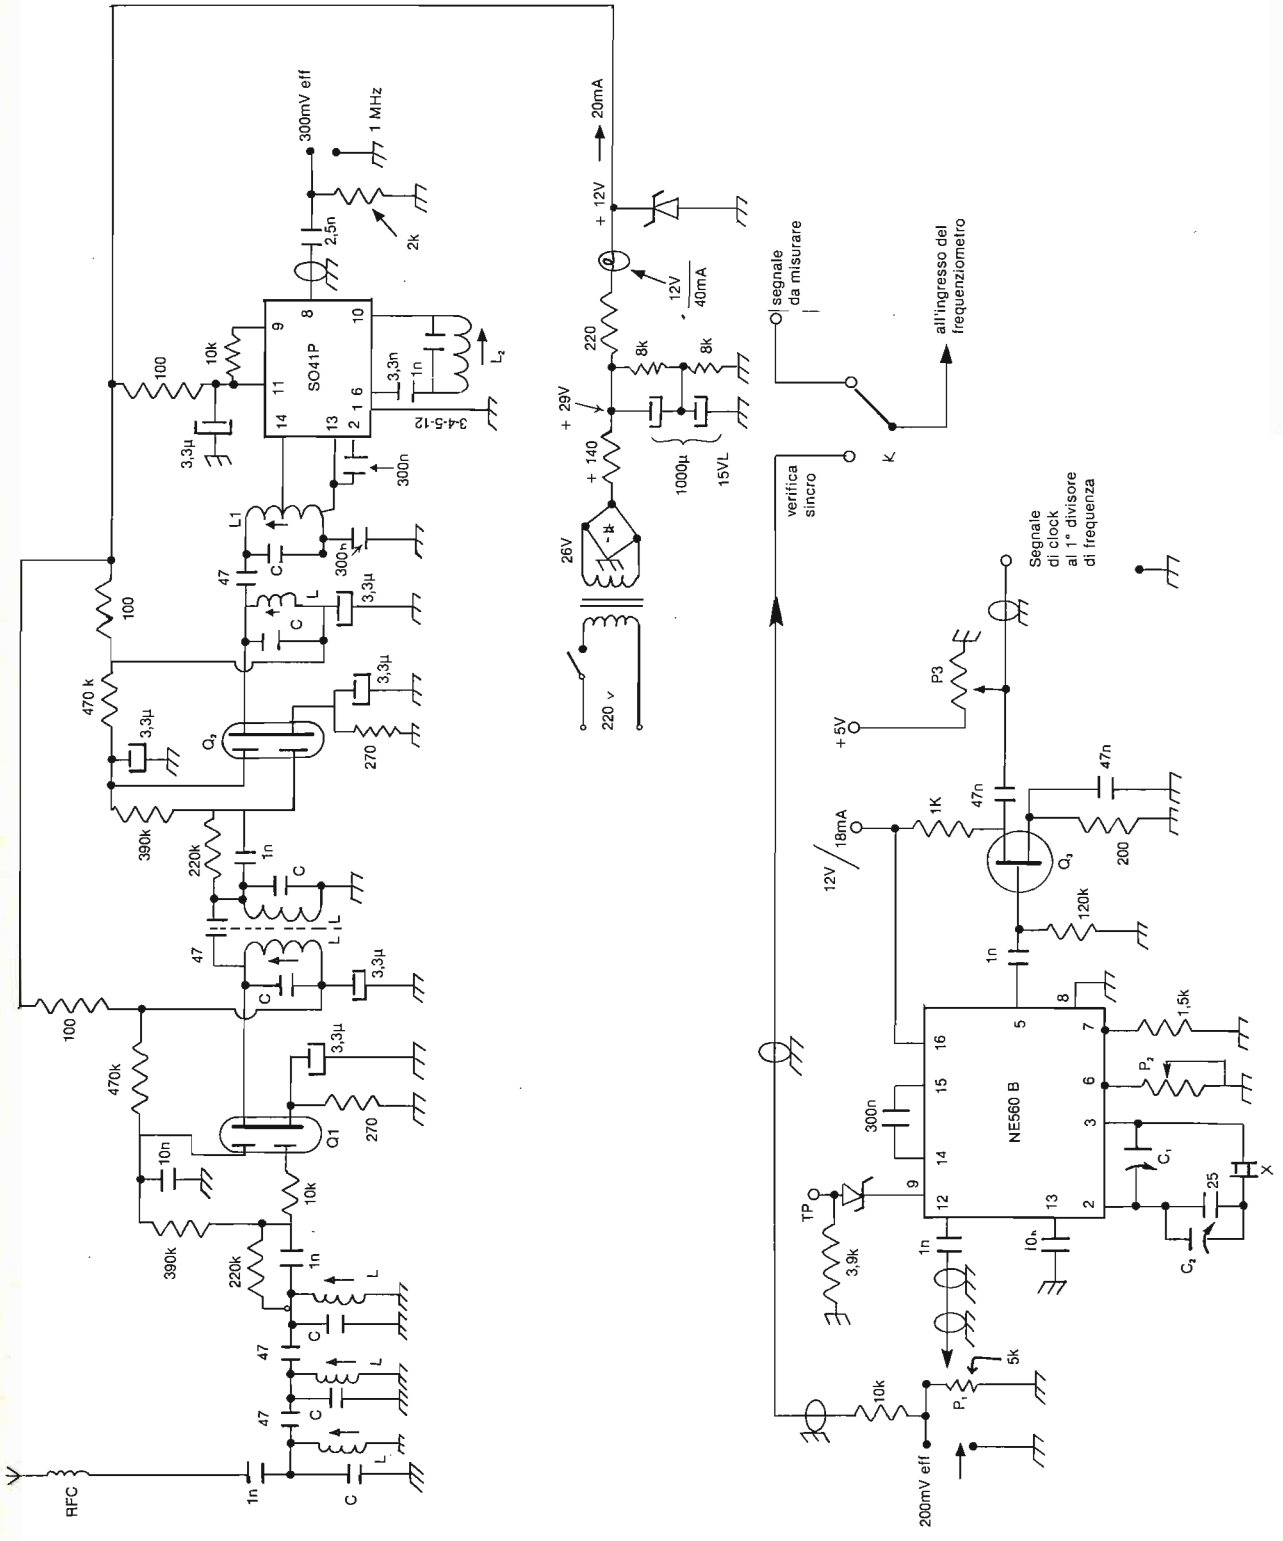 RFC
1n
C
L
47
C
L
47
C
L
1n
220k
390k
10k
10n
470k
100
Q1
270
3,3µ
C
3,3µ
L
L
47
C
1n
220k
390k
3,3µ
470 k
100
Q2
270
3,3µ
C
L
3,3µ
47
C
L1
300n
300n
3,3µ
100
10k
14
11
9
SO41P
8
13
2
1
6
10
3-4-5-12
3,3n
1n
L2
2,5n
2k
300mV eff
1 MHz
220 v
26V
+ 140
+ 29V
1000µ
15VL
8k
8k
220
12V
40mA
+ 12V
20mA
segnale
da misurare
verifica
sincro
K
all'ingresso del
frequenziometro
200mV eff
P1
5k
10k
1n
3,9k
TP
12
9
14
15
16
NE560 B
5
8
13
2
3
6
7
10n
300n
C1
C2
25
X
P2
1,5k
1n
120k
Q3
200
47n
47n
1K
12V
18mA
+ 5V
P3
Segnale
di clock
al 1° divisore
di frequenza